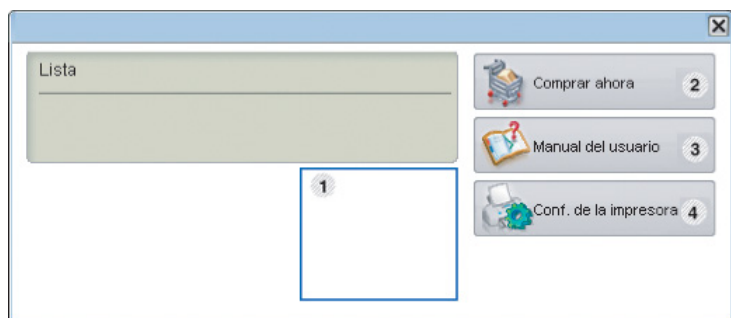 Lista
1
Comprar ahora 2
Manual del usuario 3
Conf. de la impresora 4